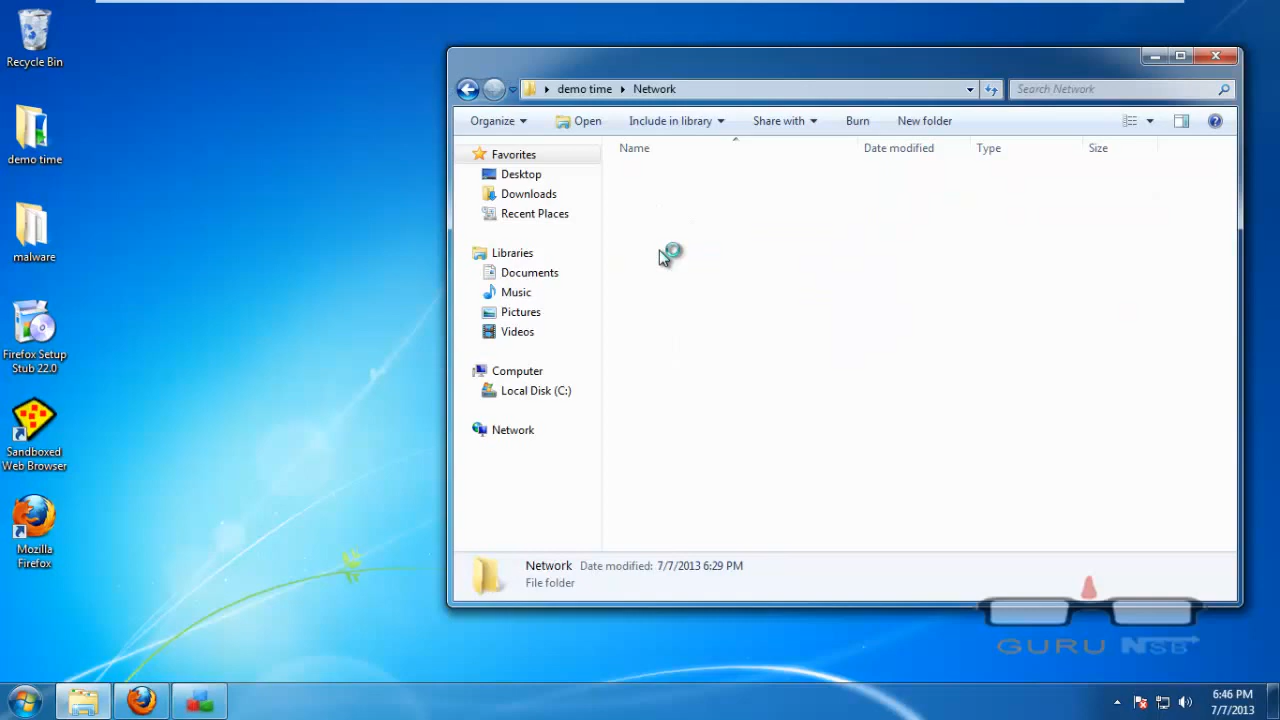 Recycle Bin
demo time
malware
Firefox Setup
Stub 22.0
Sandboxed
Web Browser
Mozilla
Firefox
demo time
Network
Search Network
Organize
Open
Include in library
Share with
Burn
New folder
Name
Date modified
Type
Size
Favorites
Desktop
Downloads
Recent Places
Libraries
Documents
Music
Pictures
Videos
Computer
Local Disk (C:)
Network
Network Date modified: 7/7/2013 6:29 PM
File folder
GURU NSB
6:46 PM
7/7/2013